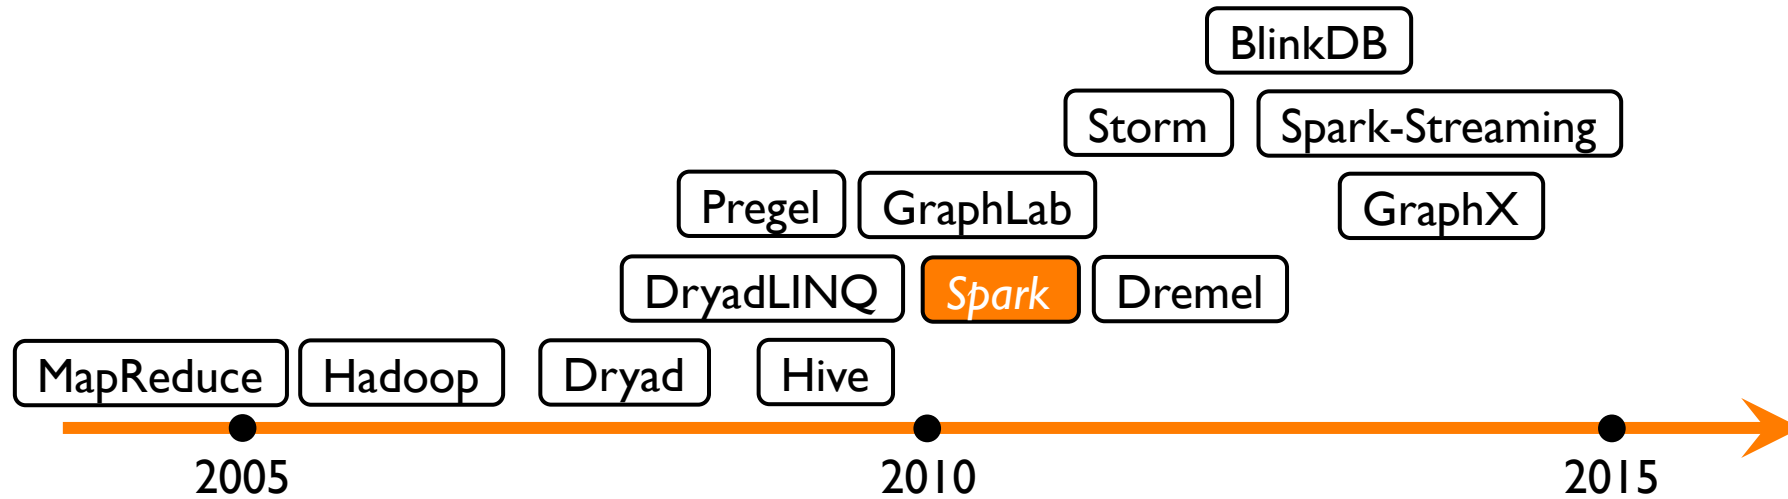 BlinkDB
Storm
Spark-Streaming
Pregel
GraphLab
GraphX
DryadLINQ
Spark
Dremel
MapReduce
Hadoop
Dryad
Hive
2005
2010
2015